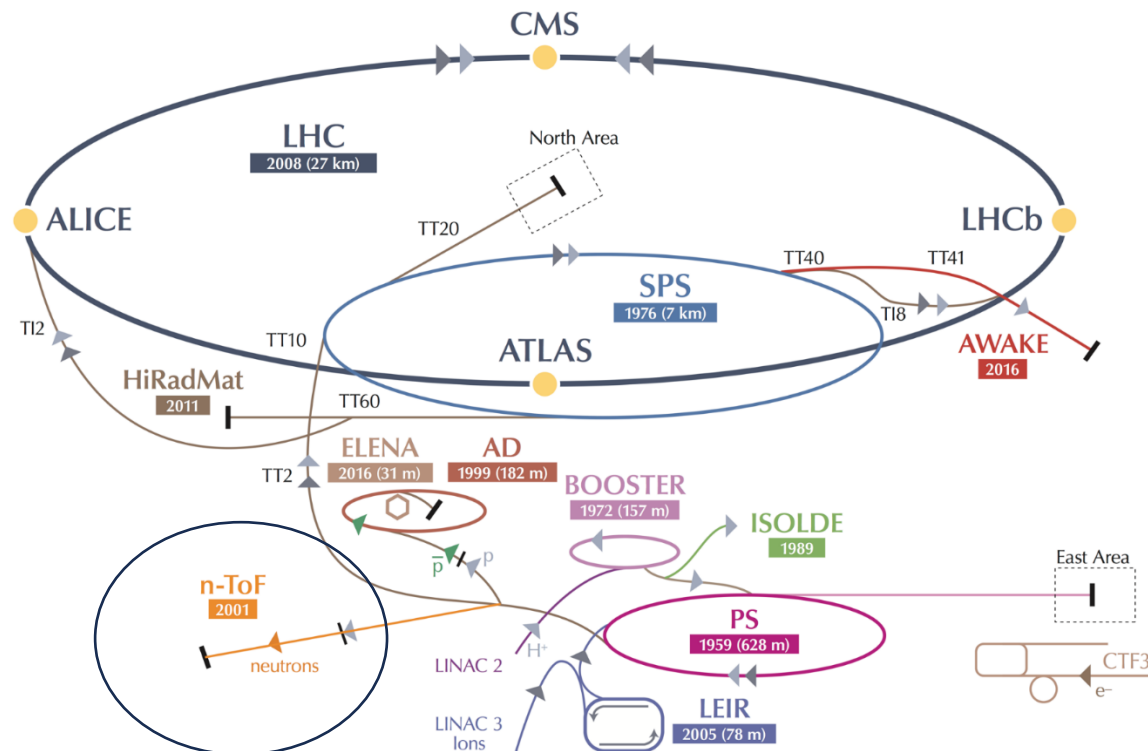 CMS
LHC
2008 (27 km)
North Area
ALICE
LHCb
TT20
TT40
TT41
SPS
1976 (7 km)
TI2
TI8
TT10
ATLAS
AWAKE
2016
HiRadMat
2011
TT60
ELENA
2016 (31 m)
AD
1999 (182 m)
TT2
BOOSTER
1972 (157 m)
ISOLDE
1989
p̅
p
East Area
n-ToF
2001
neutrons
PS
1959 (628 m)
LINAC 2
H⁺
CTF3
e⁻
LINAC 3
Ions
LEIR
2005 (78 m)